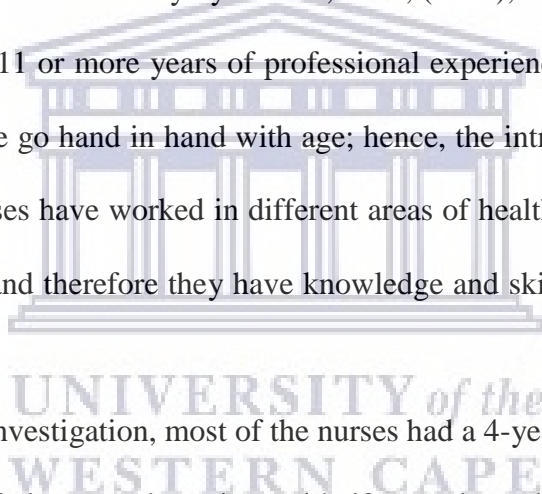 11 or more years of professional experien
e go hand in hand with age; hence, the intr
ses have worked in different areas of healt
and therefore they have knowledge and ski
UNIVERSITY of the
nvestigation, most of the nurses had a 4-ye
WESTERN CAPE